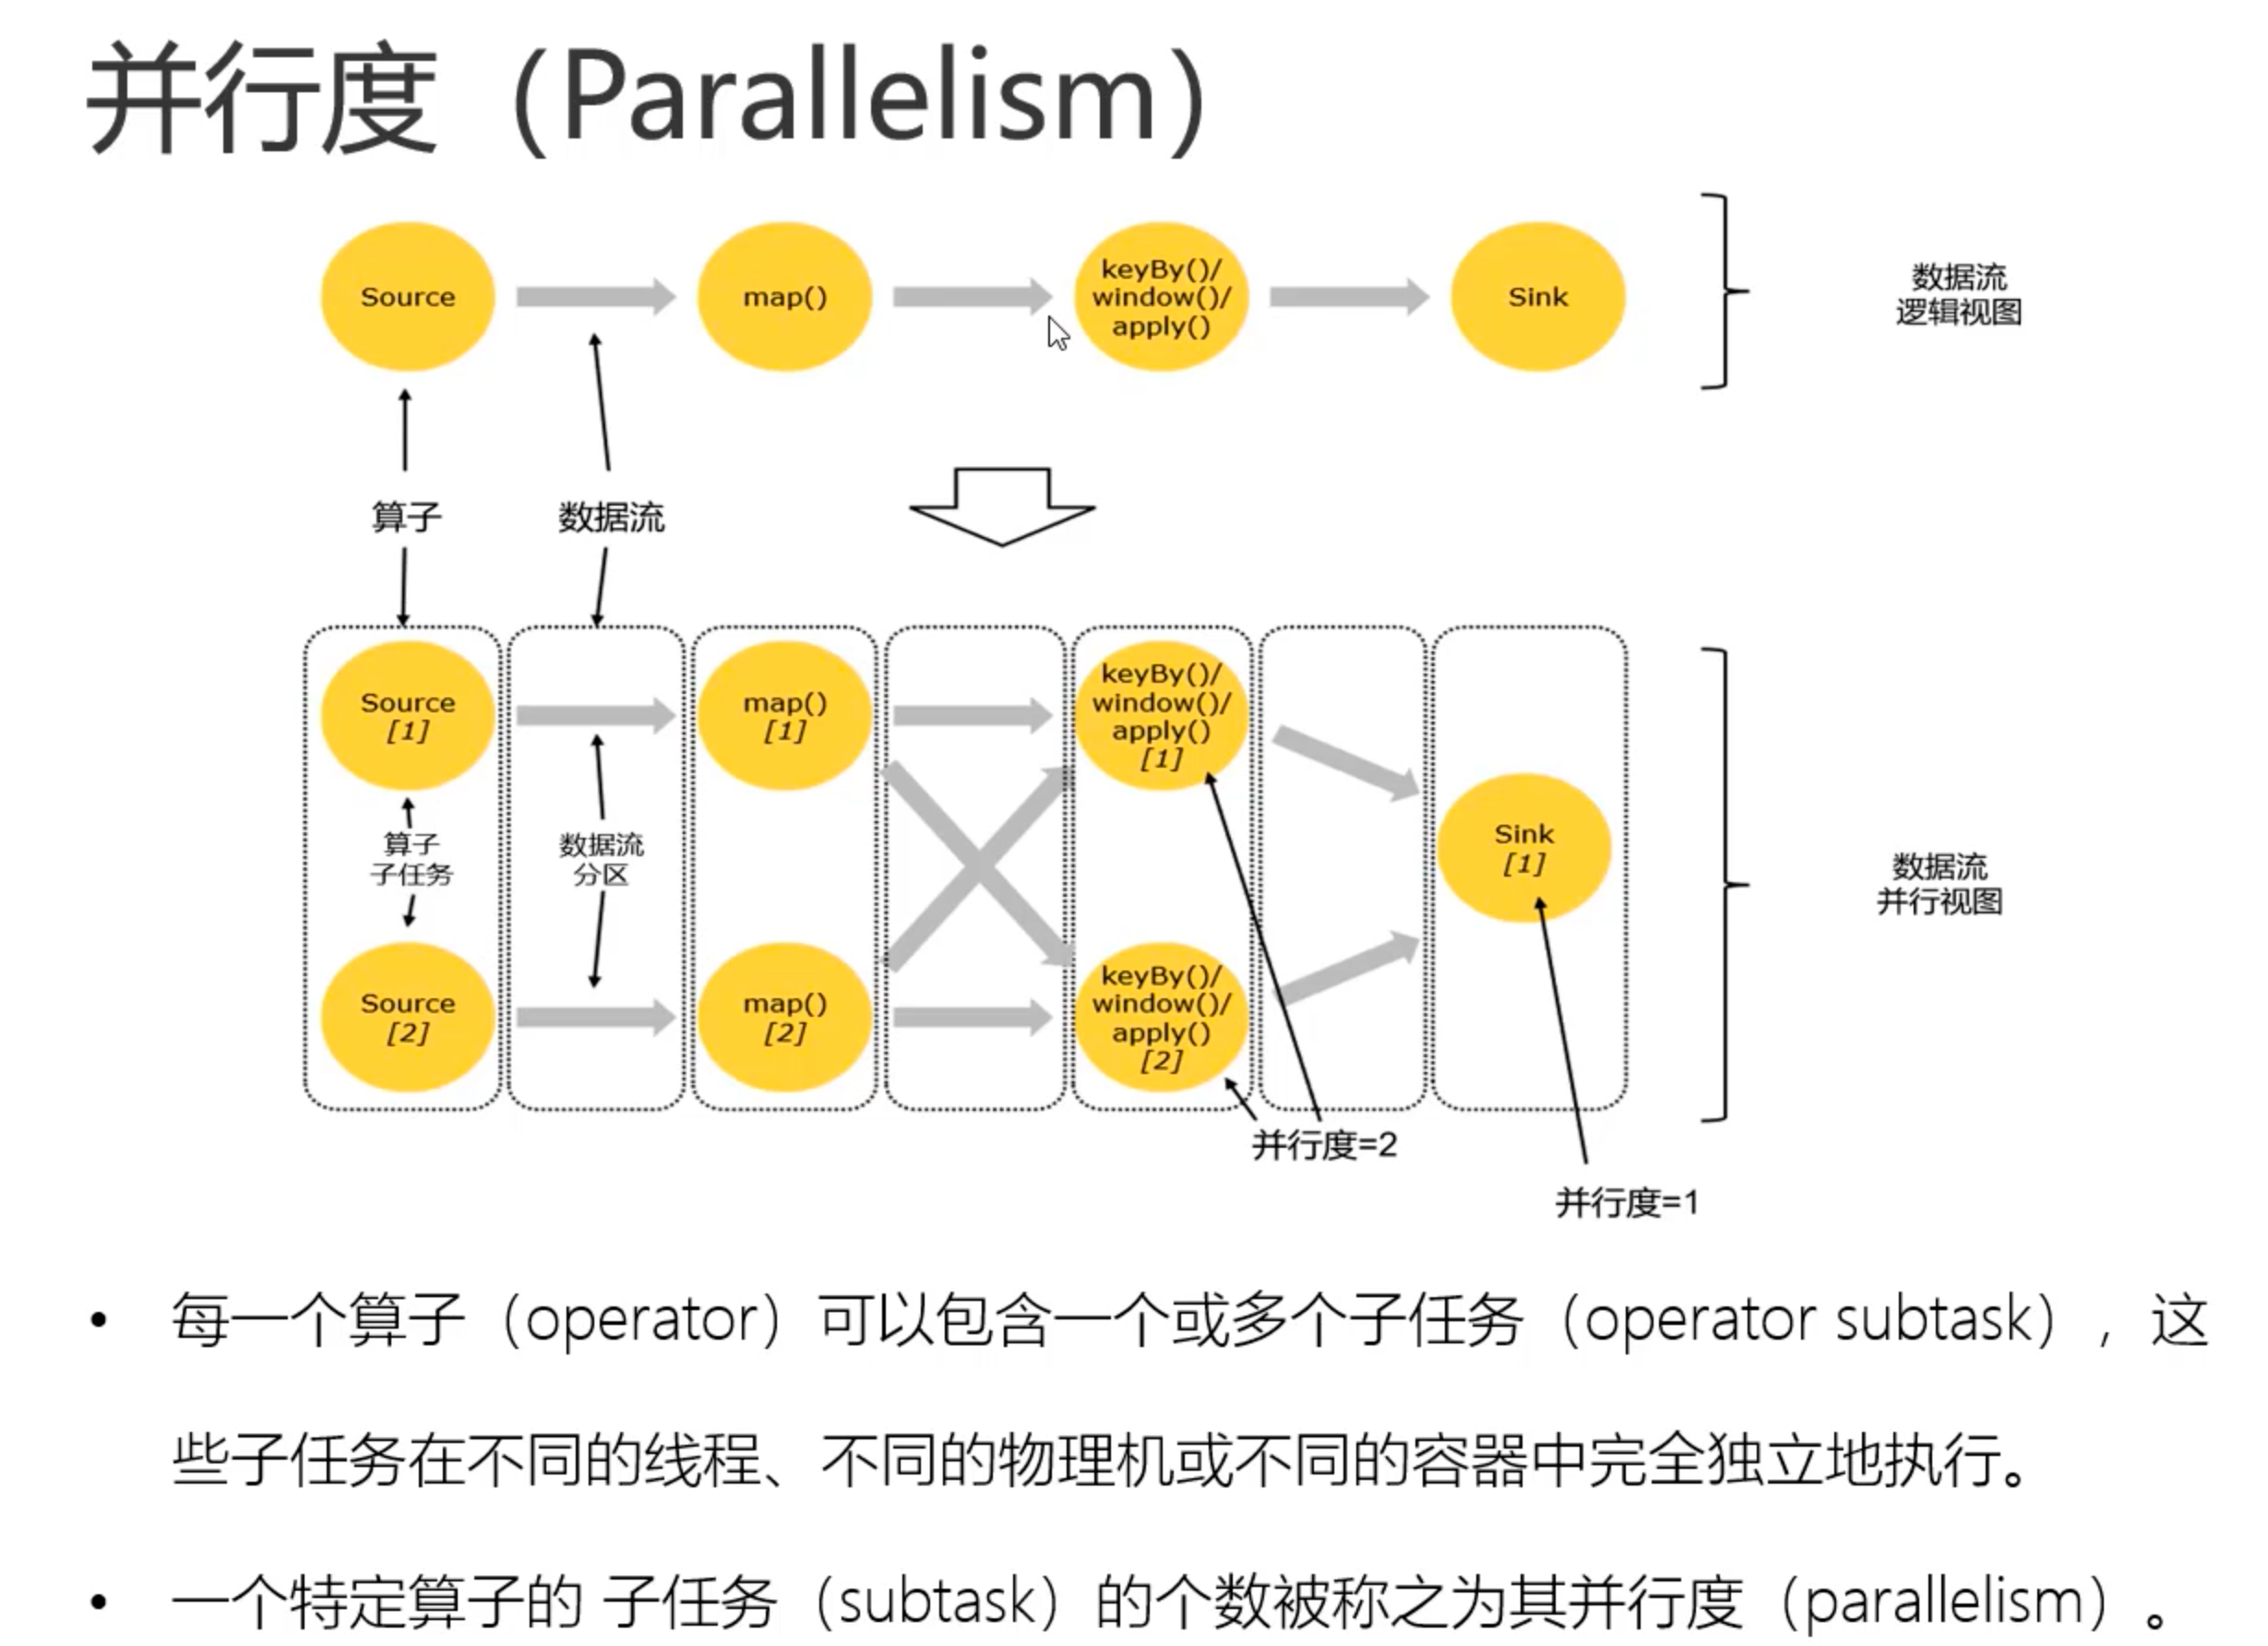 并行度（Parallelism）
Source
map()
keyBy()/
window()/
apply()
Sink
数据流
逻辑视图
算子
数据流
Source
[1]
map()
[1]
keyBy()/
window()/
apply()
[1]
算子
子任务
数据流
分区
Sink
[1]
数据流
并行视图
Source
[2]
map()
[2]
keyBy()/
window()/
apply()
[2]
并行度=2
并行度=1
• 每一个算子（operator）可以包含一个或多个子任务（operator subtask），这
些子任务在不同的线程、不同的物理机或不同的容器中完全独立地执行。
• 一个特定算子的 子任务（subtask）的个数被称之为其并行度（parallelism）。